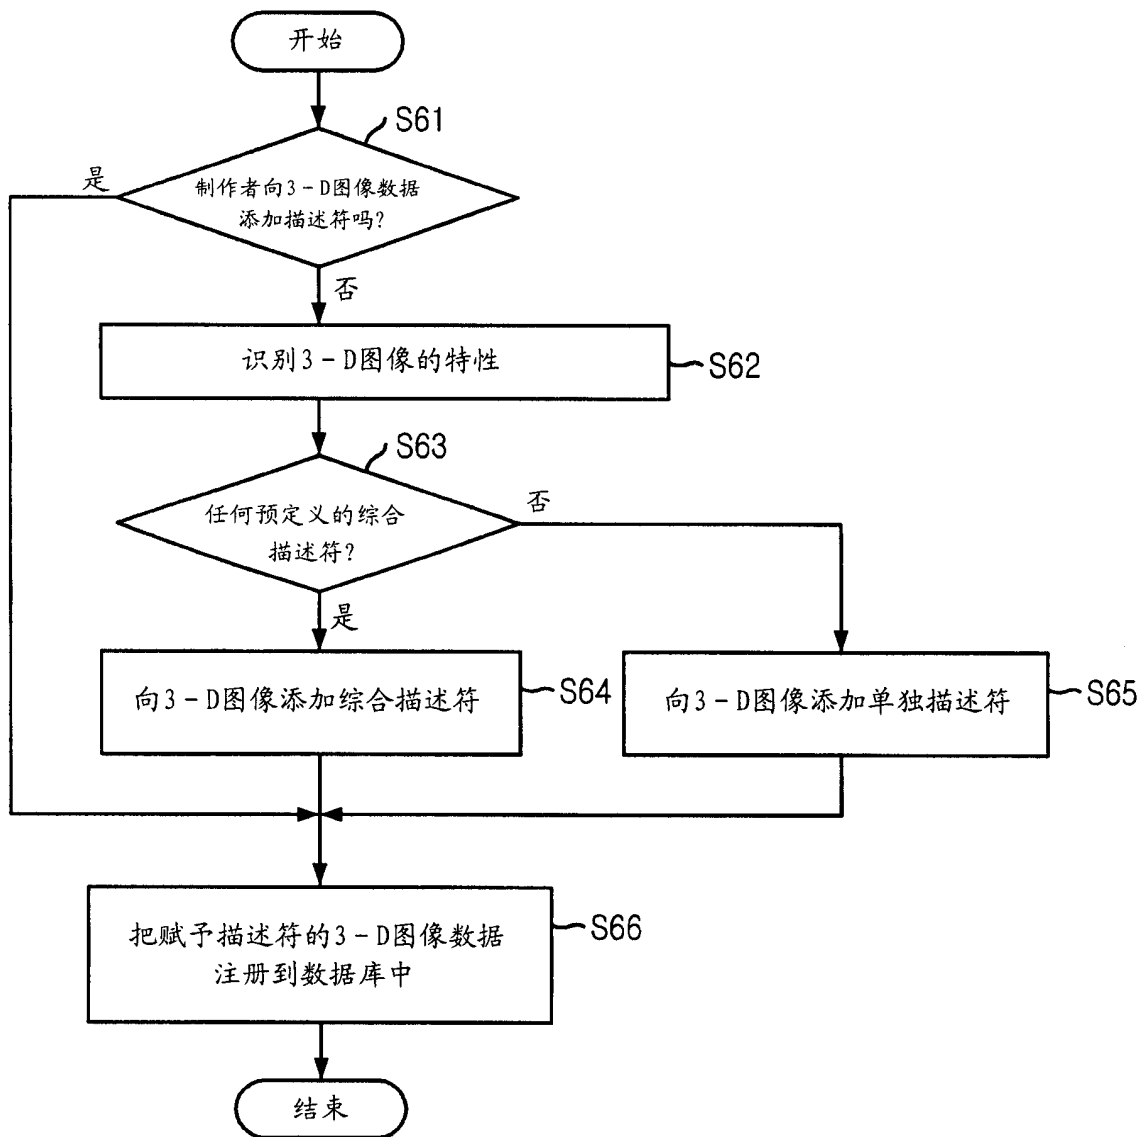 开始
S61
是
制作者向3-D图像数据
添加描述符吗?
否
识别3-D图像的特性
S62
S63
任何预定义的综合
描述符?
否
是
向3-D图像添加综合描述符
S64
向3-D图像添加单独描述符
S65
把赋予描述符的3-D图像数据
注册到数据库中
S66
结束